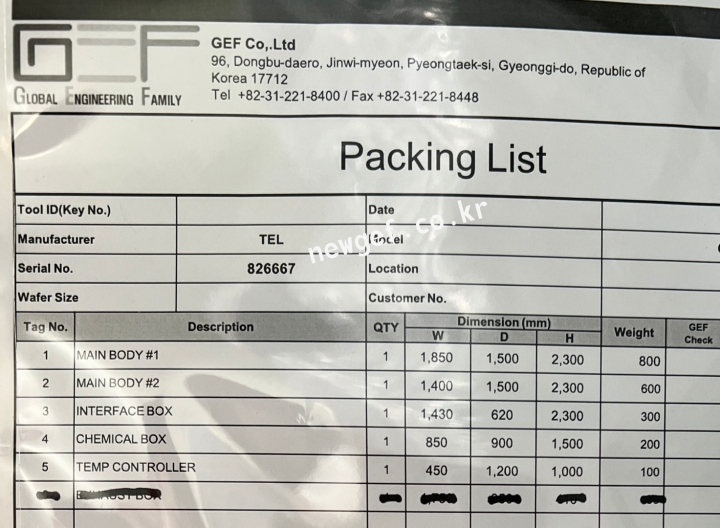 GEF
GLOBAL ENGINEERING FAMILY
GEF Co,.Ltd
96, Dongbu-daero, Jinwi-myeon, Pyeongtaek-si, Gyeonggi-do, Republic of
Korea 17712
Tel +82-31-221-8400 / Fax +82-31-221-8448
Packing List
Tool ID(Key No.) Date
Manufacturer TEL Model
Serial No. 826667 Location
Wafer Size Customer No.
newgef.co.kr
Tag No. Description QTY Dimension (mm) Weight GEF Check
W D H
1 MAIN BODY #1 1 1,850 1,500 2,300 800
2 MAIN BODY #2 1 1,400 1,500 2,300 600
3 INTERFACE BOX 1 1,430 620 2,300 300
4 CHEMICAL BOX 1 850 900 1,500 200
5 TEMP CONTROLLER 1 450 1,200 1,000 100